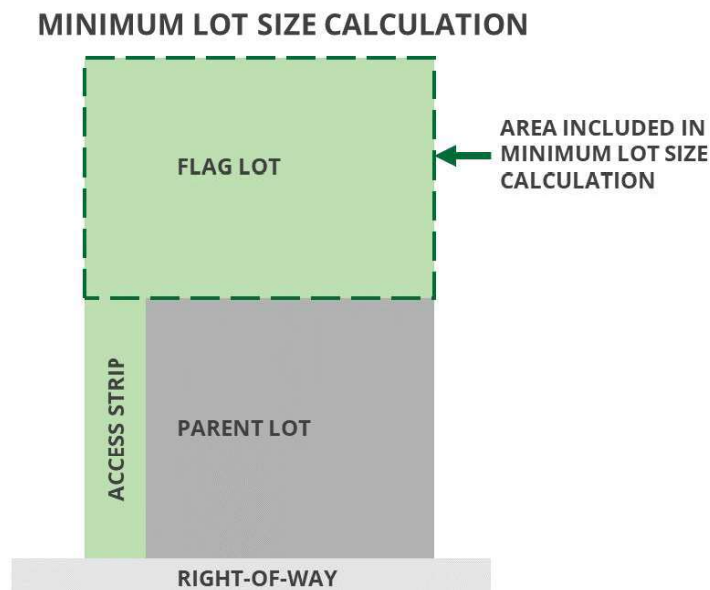 MINIMUM LOT SIZE CALCULATION
FLAG LOT
AREA INCLUDED IN
MINIMUM LOT SIZE
CALCULATION
ACCESS STRIP
PARENT LOT
RIGHT-OF-WAY